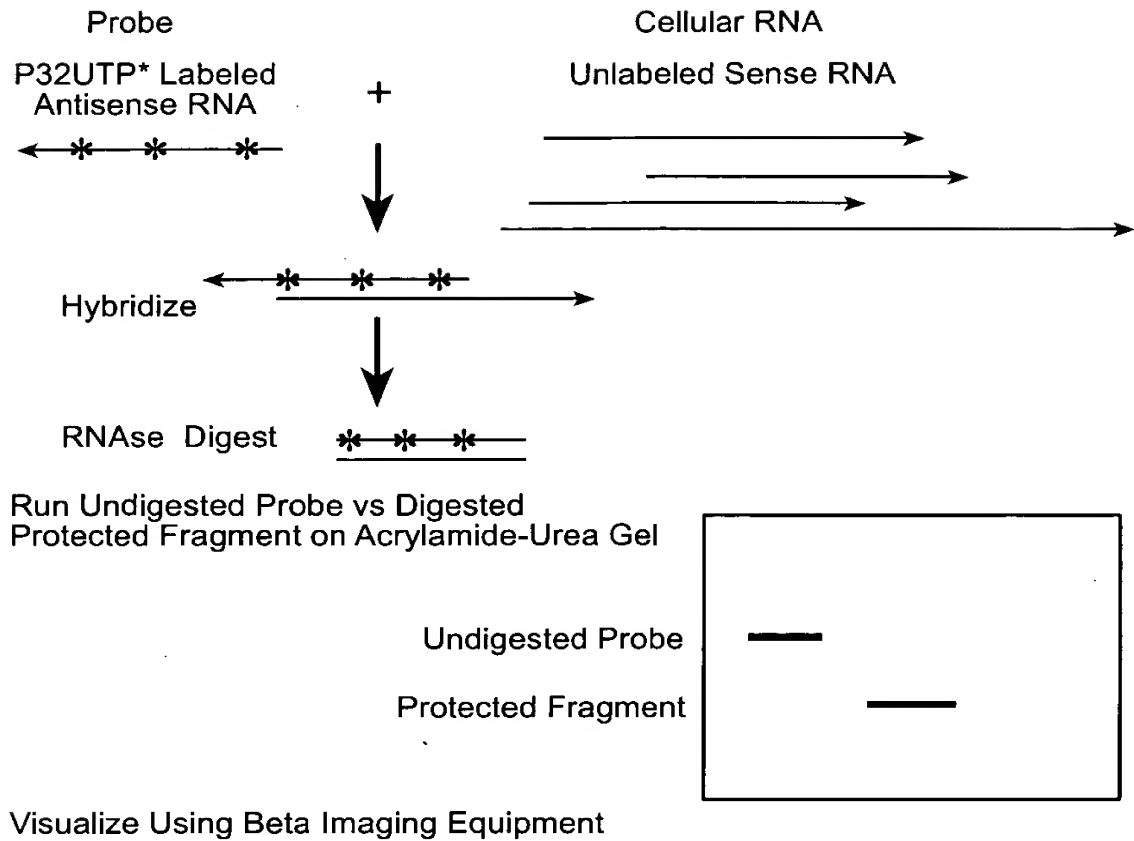 Probe
Cellular RNA
P32UTP* Labeled
Antisense RNA
+
Unlabeled Sense RNA
Hybridize
RNAse Digest
Run Undigested Probe vs Digested
Protected Fragment on Acrylamide-Urea Gel
Undigested Probe
Protected Fragment
Visualize Using Beta Imaging Equipment